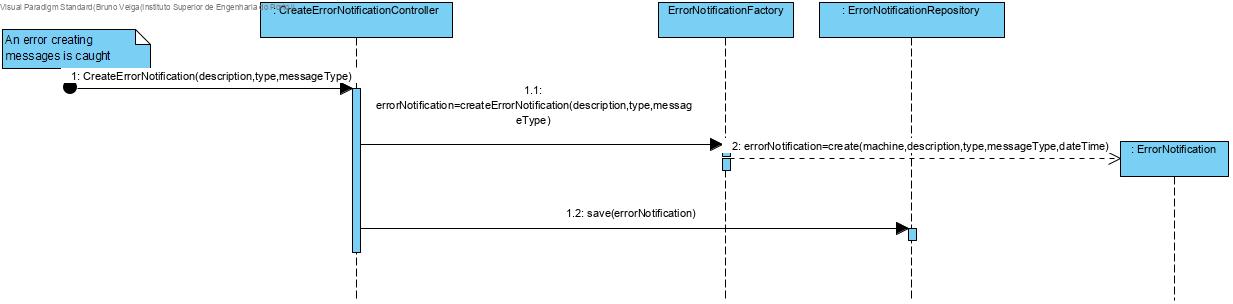 Visual Paradigm Standard(Bruno Veiga(Instituto Superior de Engenharia do Porto))
: CreateErrorNotificationController
ErrorNotificationFactory
: ErrorNotificationRepository
An error creating
messages is caught
1: CreateErrorNotification(description,type,messageType)
1.1:
errorNotification=createErrorNotification(description,type,messag
eType)
2: errorNotification=create(machine,description,type,messageType,dateTime)
: ErrorNotification
1.2: save(errorNotification)